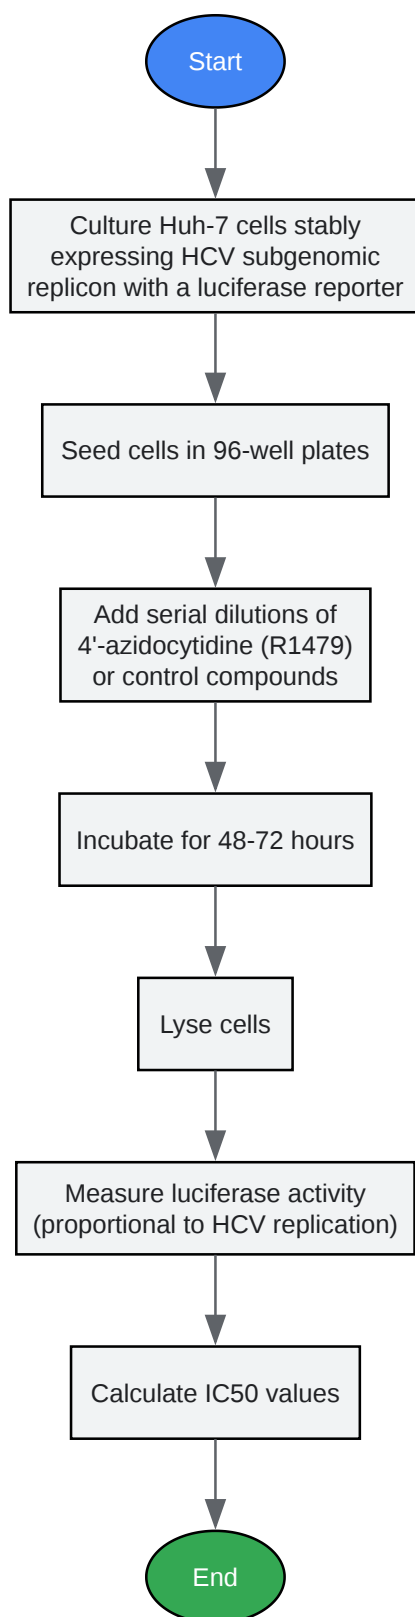 Start
Culture Huh-7 cells stably
expressing HCV subgenomic
replicon with a luciferase reporter
Seed cells in 96-well plates
Add serial dilutions of
4'-azidocytidine (R1479)
or control compounds
Incubate for 48-72 hours
Lyse cells
Measure luciferase activity
(proportional to HCV replication)
Calculate IC50 values
End